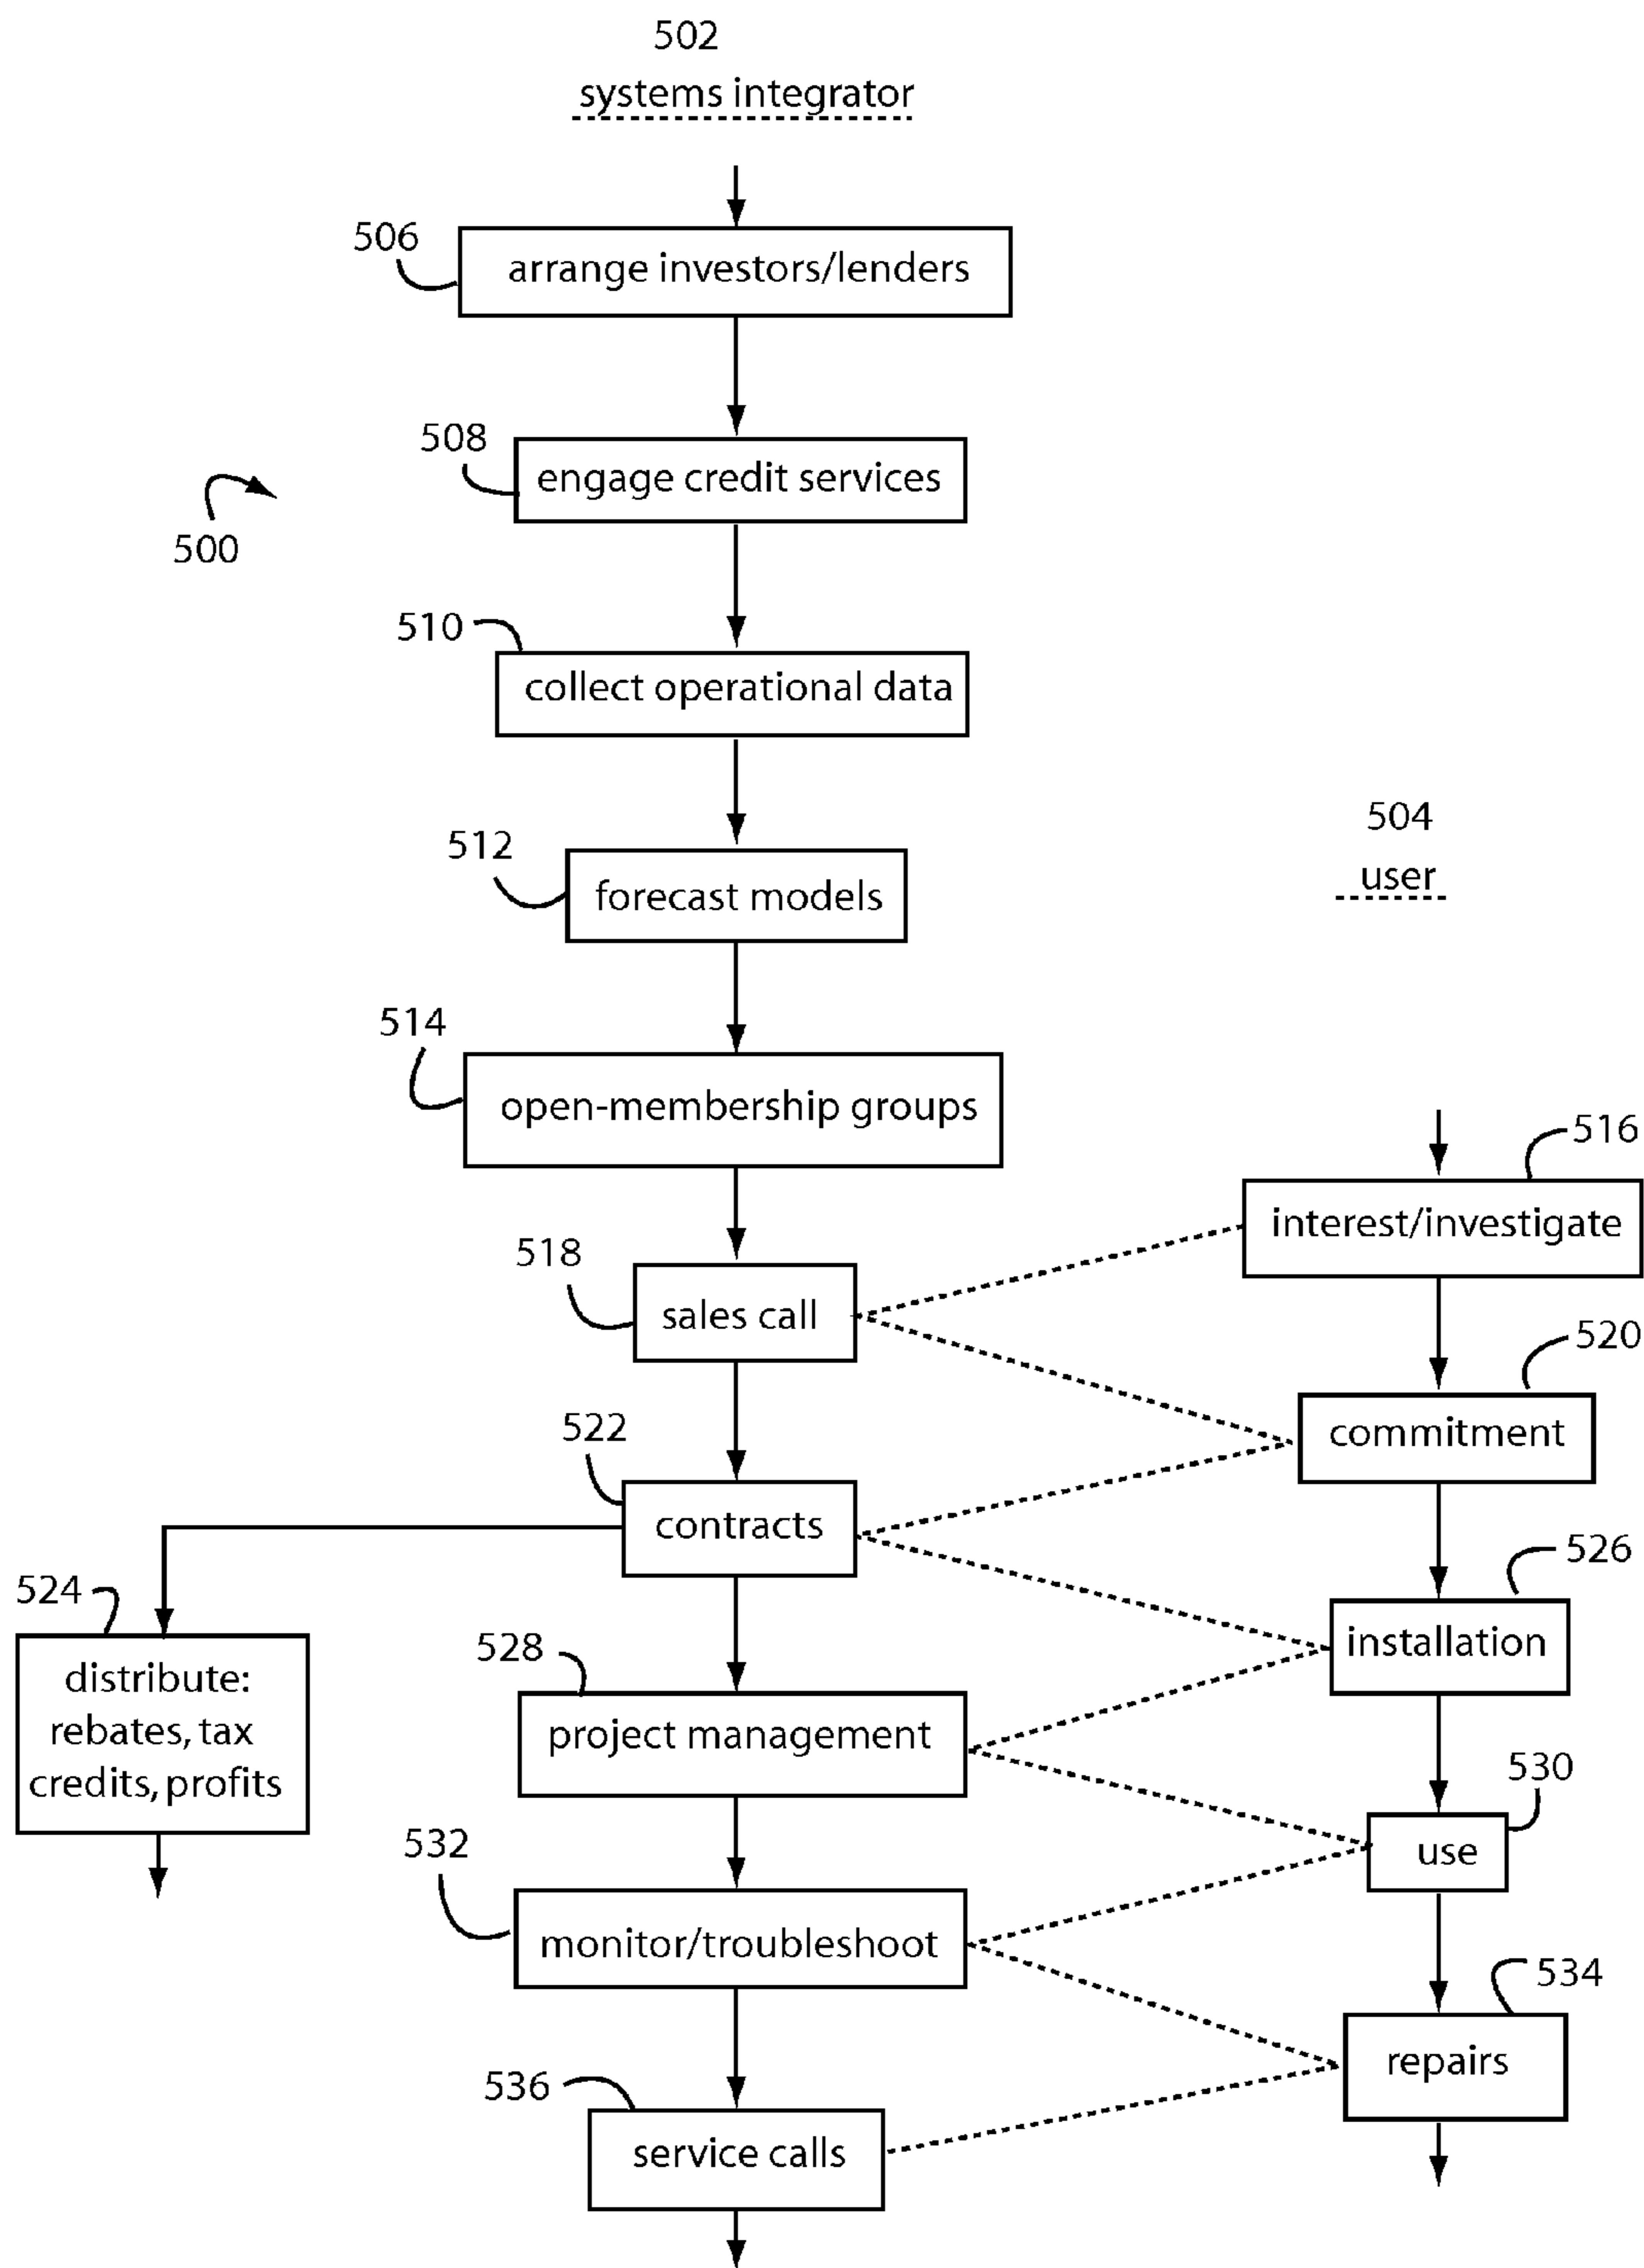 502
systems integrator
506
arrange investors/lenders
508
engage credit services
500
510
collect operational data
512
forecast models
504
user
514
open-membership groups
516
interest/investigate
518
sales call
520
commitment
522
contracts
524
distribute:
rebates, tax
credits, profits
526
installation
528
project management
530
use
532
monitor/troubleshoot
534
repairs
536
service calls